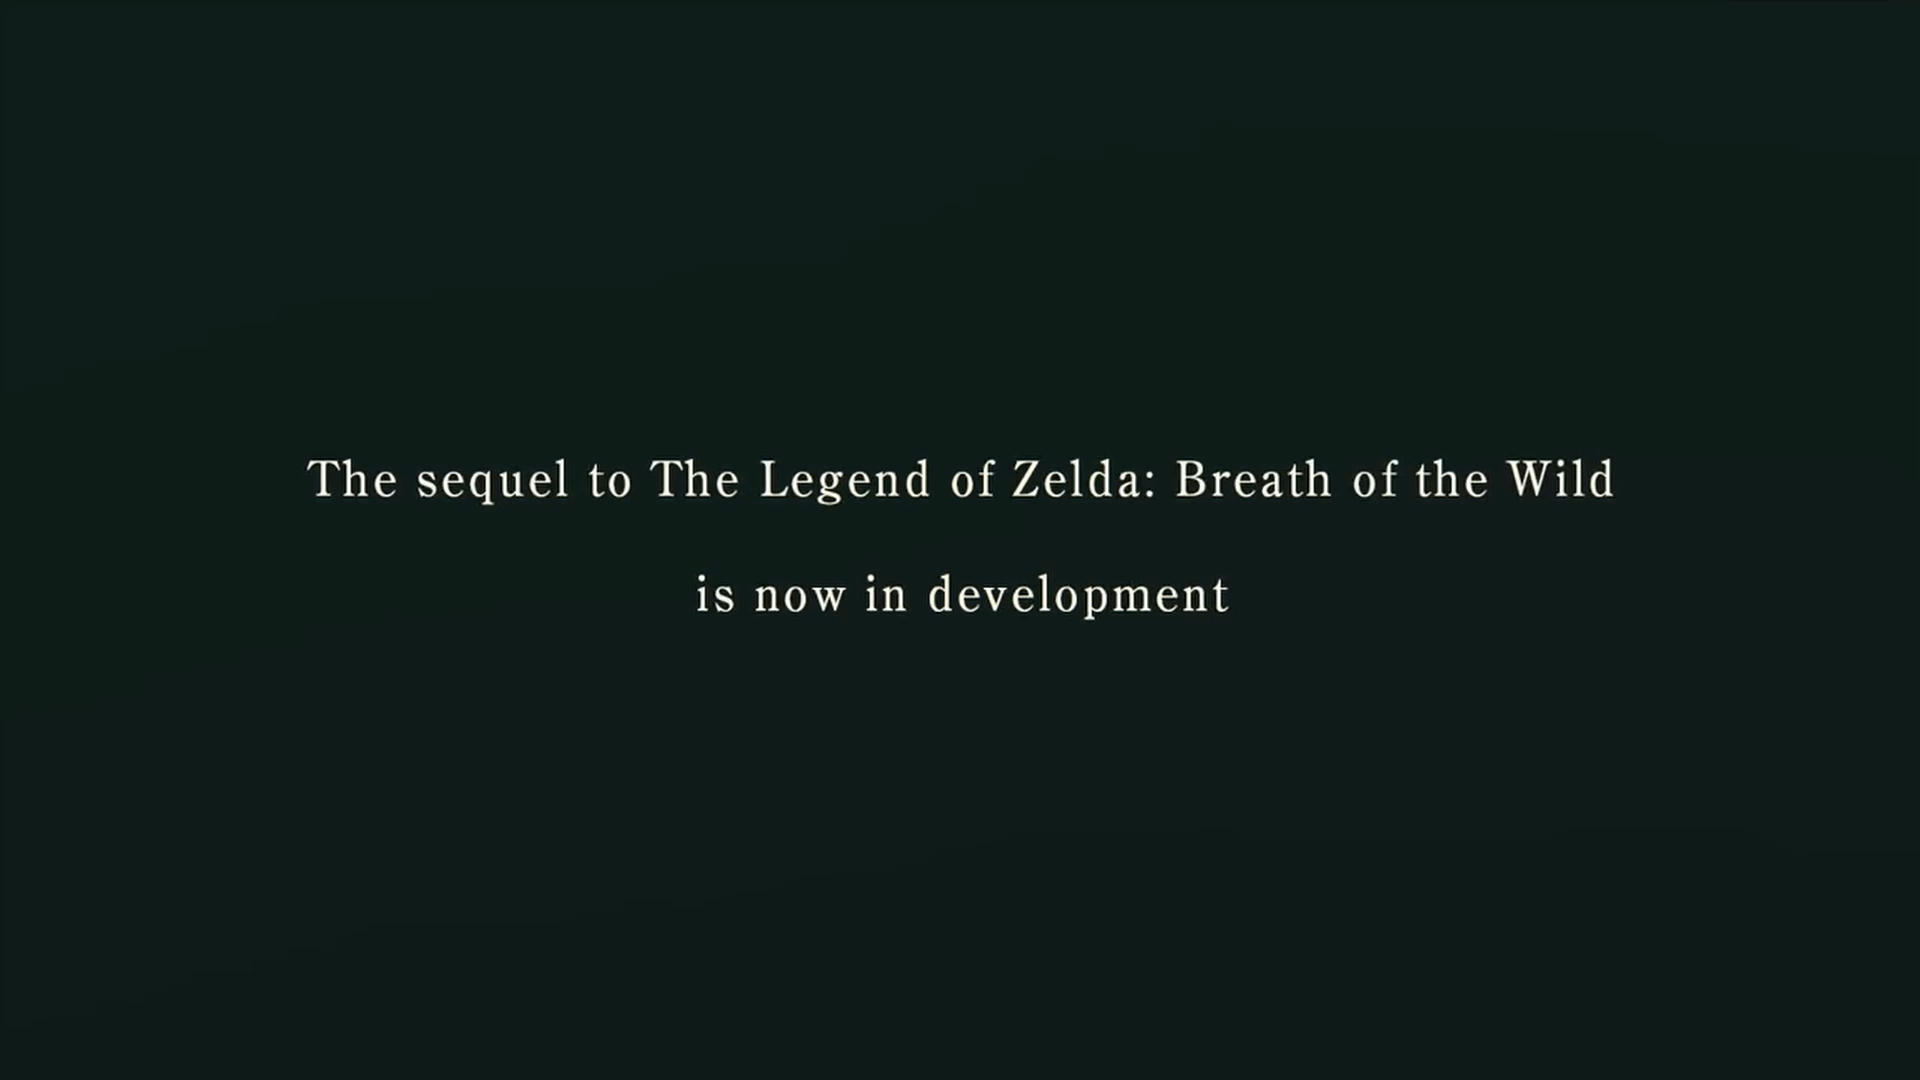 The sequel to The Legend of Zelda: Breath of the Wild
is now in development